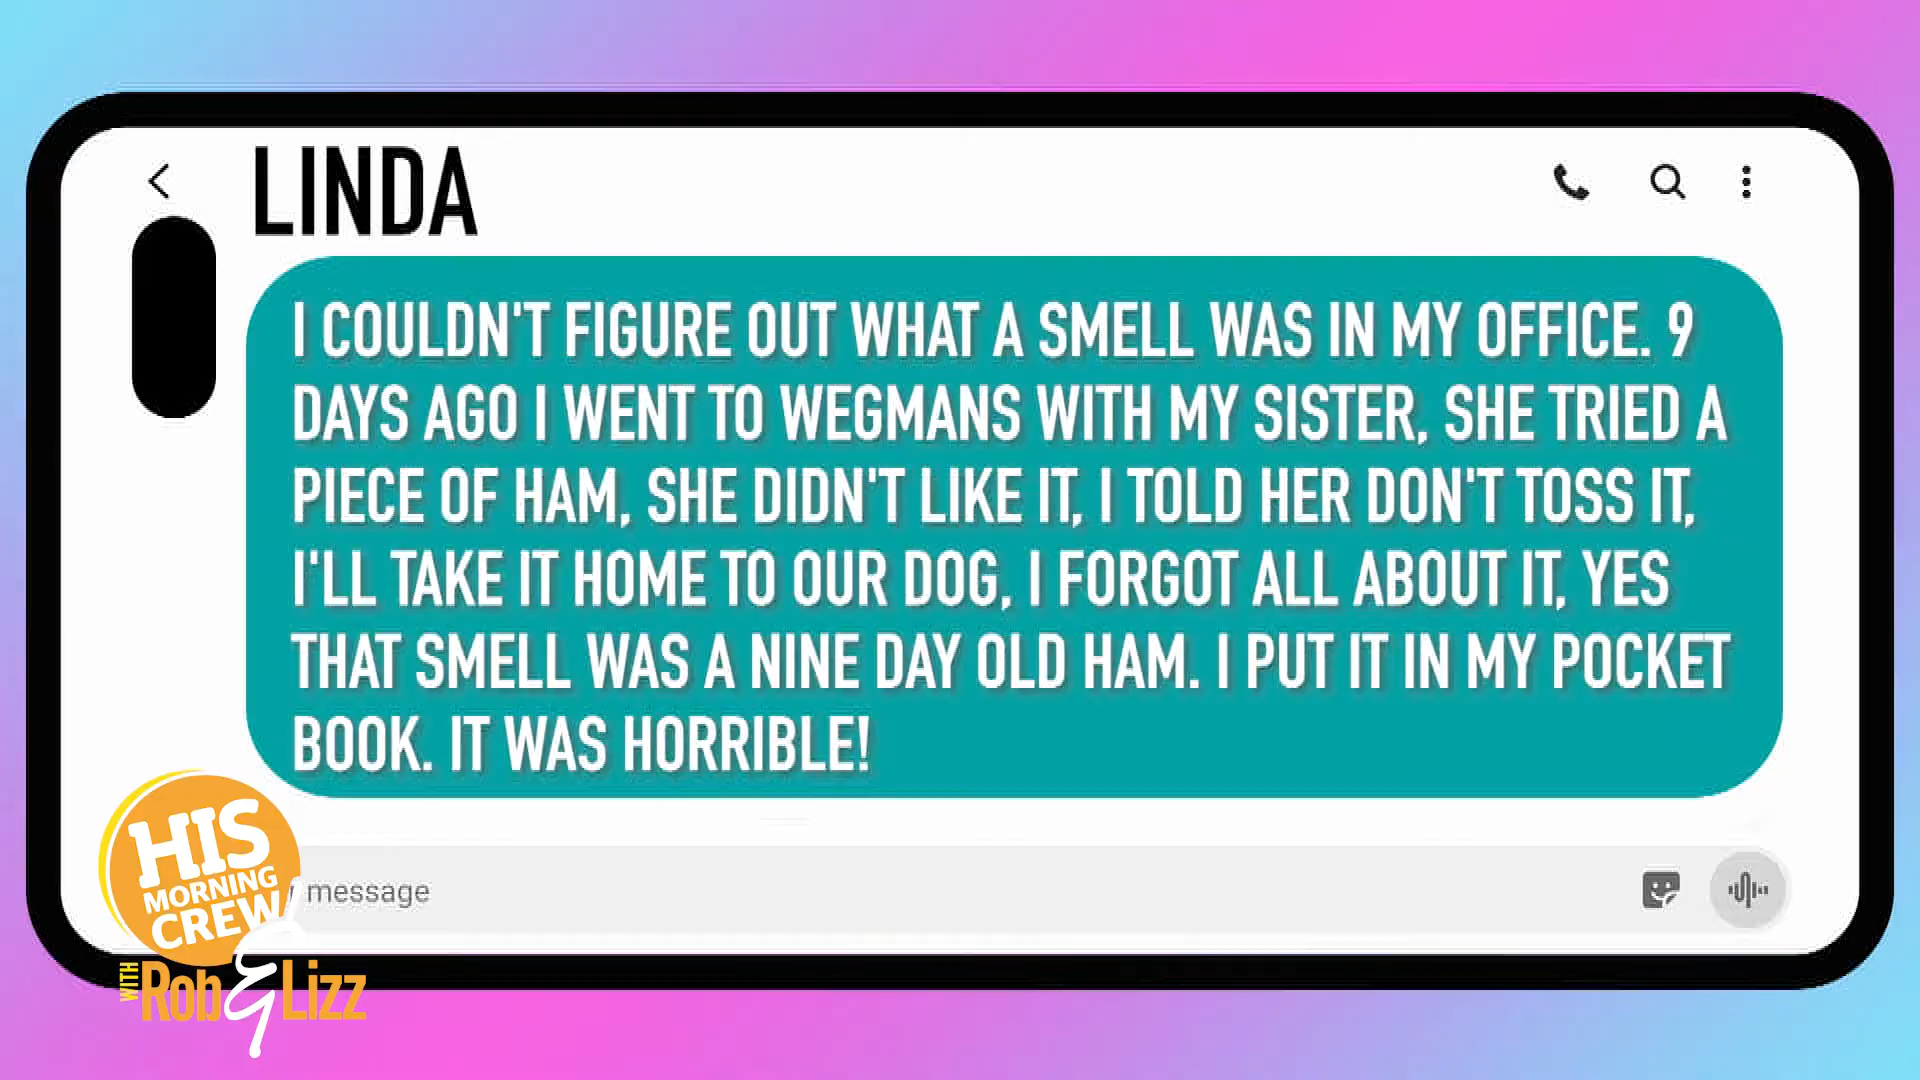 LINDA
I COULDN'T FIGURE OUT WHAT A SMELL WAS IN MY OFFICE. 9
DAYS AGO I WENT TO WEGMANS WITH MY SISTER, SHE TRIED A
PIECE OF HAM, SHE DIDN'T LIKE IT, I TOLD HER DON'T TOSS IT,
I'LL TAKE IT HOME TO OUR DOG, I FORGOT ALL ABOUT IT, YES
THAT SMELL WAS A NINE DAY OLD HAM. I PUT IT IN MY POCKET
BOOK. IT WAS HORRIBLE!
message
HIS
MORNING
CREW
WITH Rob & Lizz